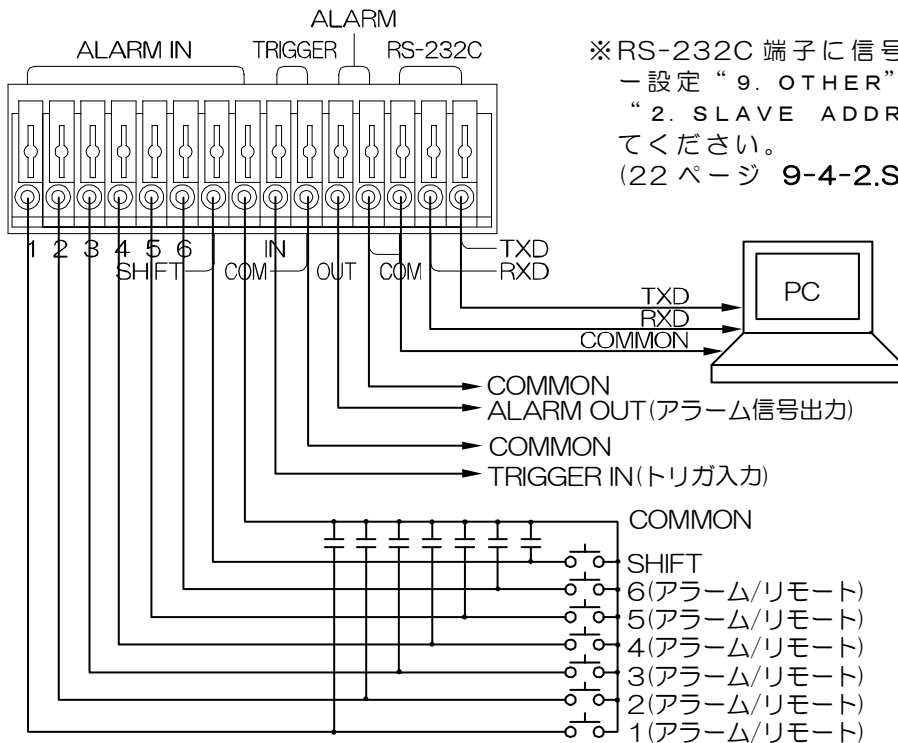 ALARM
ALARM IN
TRIGGER
RS-232C
※RS-232C 端子に信号
ー設定“9. OTHER”
“2. SLAVE ADDR
てください。
(22 ページ 9-4-2.S
1 2 3 4 5 6
IN
TXD
SHIFT
COM
OUT
COM
RXD
TXD
RXD
COMMON
PC
COMMON
ALARM OUT(アラーム信号出力)
COMMON
TRIGGER IN(トリガ入力)
COMMON
SHIFT
6(アラーム/リモート)
5(アラーム/リモート)
4(アラーム/リモート)
3(アラーム/リモート)
2(アラーム/リモート)
1(アラーム/リモート)